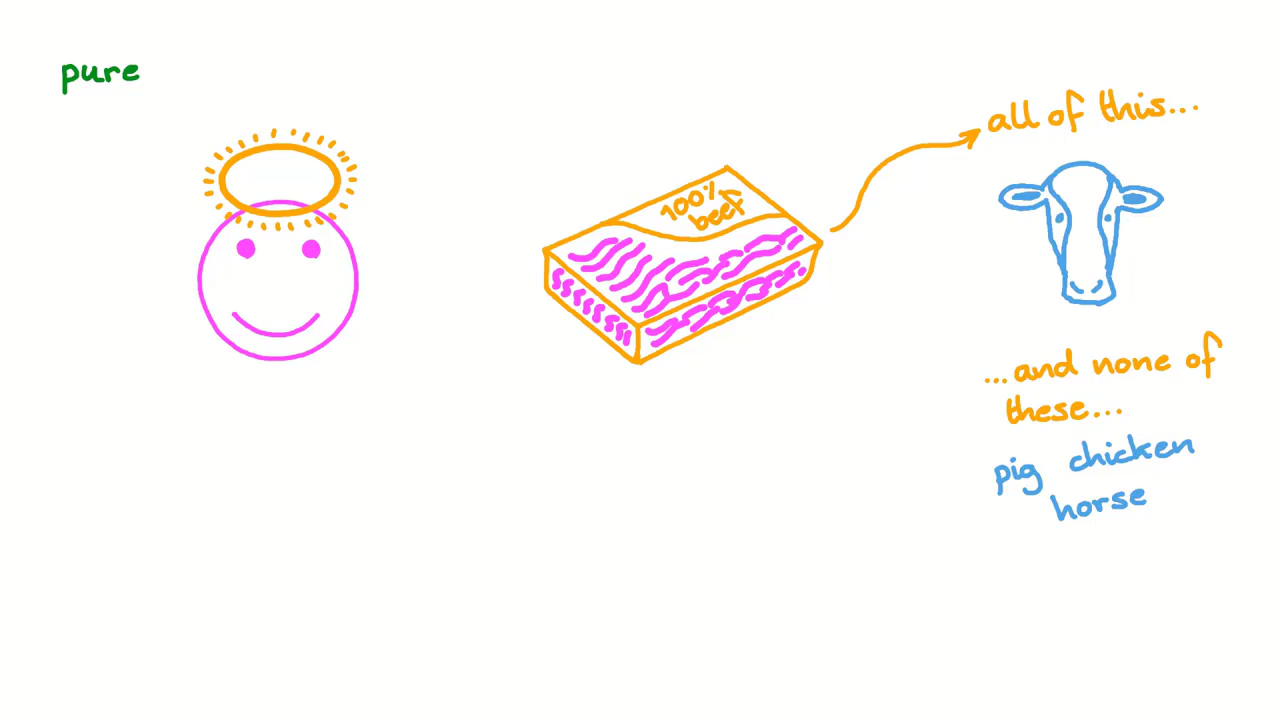 pure
100%
beef
all of this...
...and none of
these...
pig chicken
horse